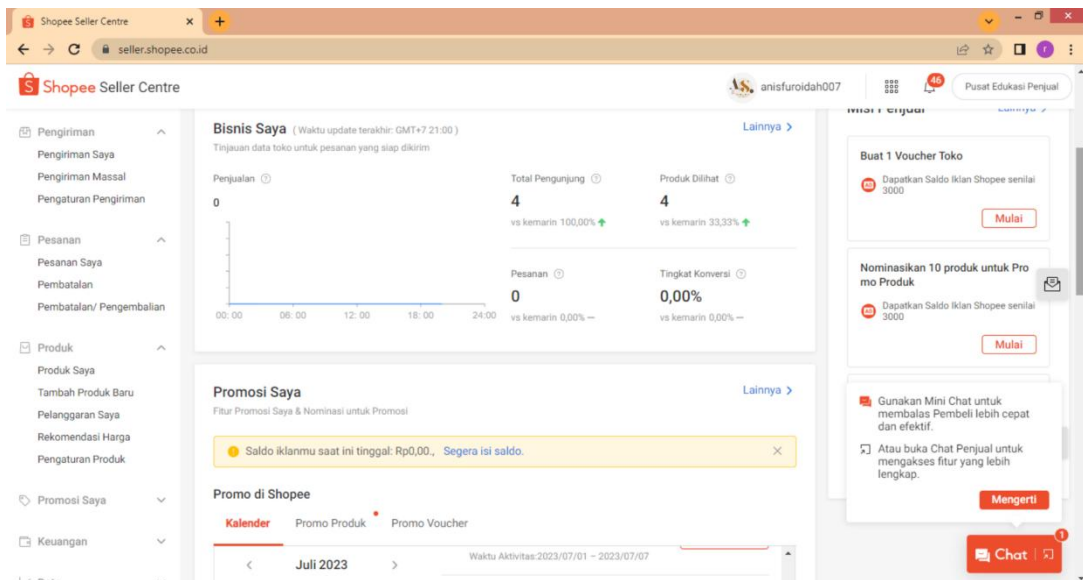 Shopee Seller Centre
seller.shopee.co.id
Shopee Seller Centre
anisfuroidah007
46
Pusat Edukasi Penjual
Pengiriman
Pengiriman Saya
Pengiriman Massal
Pengaturan Pengiriman
Pesanan
Pesanan Saya
Pembatalan
Pembatalan/ Pengembalian
Produk
Produk Saya
Tambah Produk Baru
Pelanggaran Saya
Rekomendasi Harga
Pengaturan Produk
Promosi Saya
Keuangan
Bisnis Saya ( Waktu update terakhir: GMT+7 21:00 )
Lainnya >
Tinjauan data toko untuk pesanan yang siap dikirim
Penjualan
0
00: 00 06: 00 12: 00 18: 00 24:00
Total Pengunjung
4
vs kemarin 100,00%
Produk Dilihat
4
vs kemarin 33,33%
Pesanan
0
vs kemarin 0,00% —
Tingkat Konversi
0,00%
vs kemarin 0,00% —
Promosi Saya
Lainnya >
Fitur Promosi Saya & Nominasi untuk Promosi
Saldo iklanmu saat ini tinggal: Rp0,00., Segera isi saldo.
Promo di Shopee
Kalender Promo Produk Promo Voucher
< Juli 2023 >
Waktu Aktivitas:2023/07/01 – 2023/07/07
Misi Penjual
Lainnya >
Buat 1 Voucher Toko
Dapatkan Saldo Iklan Shopee senilai
3000
Mulai
Nominasikan 10 produk untuk Pro
mo Produk
Dapatkan Saldo Iklan Shopee senilai
3000
Mulai
Gunakan Mini Chat untuk
membalas Pembeli lebih cepat
dan efektif.
Atau buka Chat Penjual untuk
mengakses fitur yang lebih
lengkap.
Mengerti
Chat
1